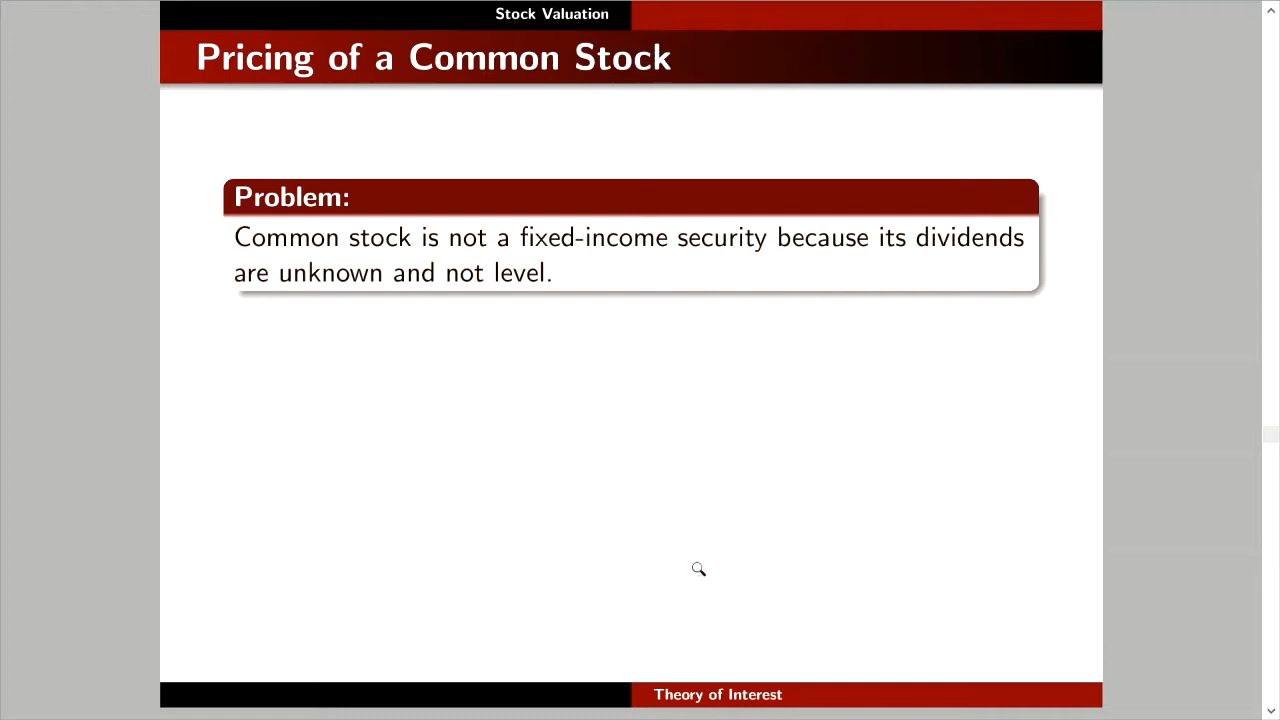 Stock Valuation
Pricing of a Common Stock
Problem:
Common stock is not a fixed-income security because its dividends
are unknown and not level.
Theory of Interest